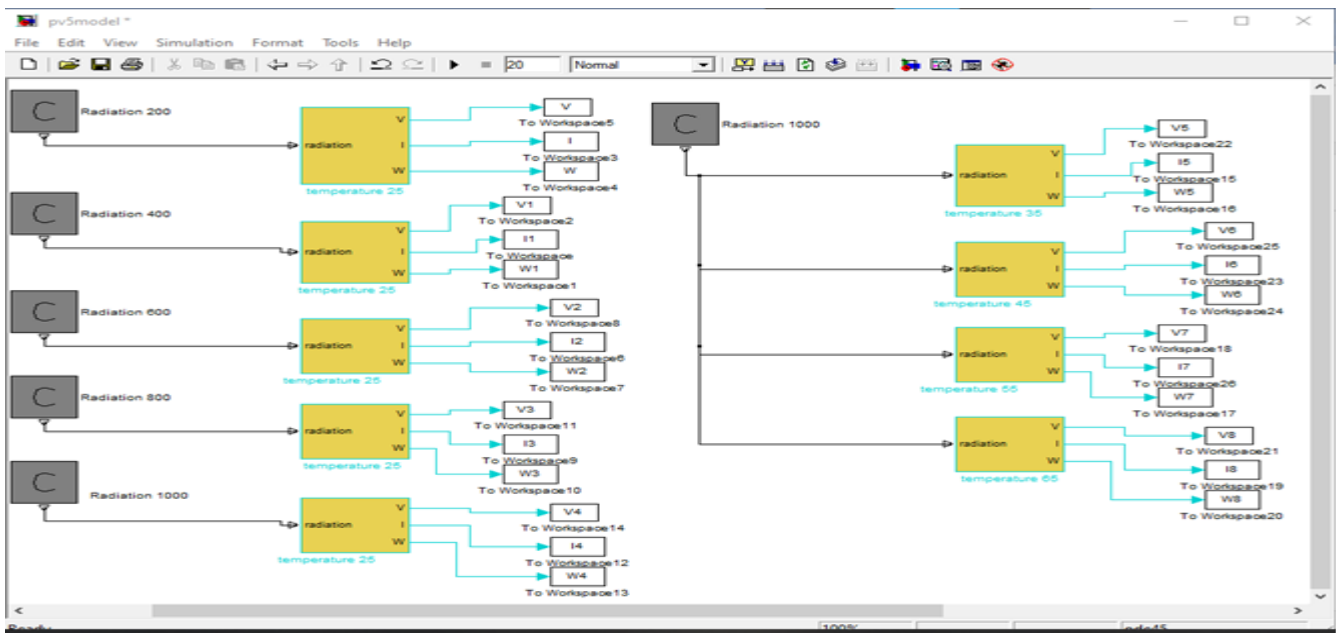 pv5model *
File Edit View Simulation Format Tools Help
20 Normal
C Radiation 200
radiation V I W
temperature 25
V
To Workspace5
I
To Workspace3
W
To Workspace4
C Radiation 400
radiation V I W
temperature 25
V1
To Workspace2
I1
To Workspace
W1
To Workspace1
C Radiation 600
radiation V I W
temperature 25
V2
To Workspace8
I2
To Workspace6
W2
To Workspace7
C Radiation 800
radiation V I W
temperature 25
V3
To Workspace11
I3
To Workspace9
W3
To Workspace10
C Radiation 1000
radiation V I W
temperature 25
V4
To Workspace14
I4
To Workspace12
W4
To Workspace13
C Radiation 1000
radiation V I W
temperature 35
V5
To Workspace22
I5
To Workspace15
W5
To Workspace16
radiation V I W
temperature 45
V6
To Workspace25
I6
To Workspace23
W6
To Workspace24
radiation V I W
temperature 55
V7
To Workspace18
I7
To Workspace26
W7
To Workspace17
radiation V I W
temperature 65
V8
To Workspace21
I8
To Workspace19
W8
To Workspace20
Ready 100% ode45